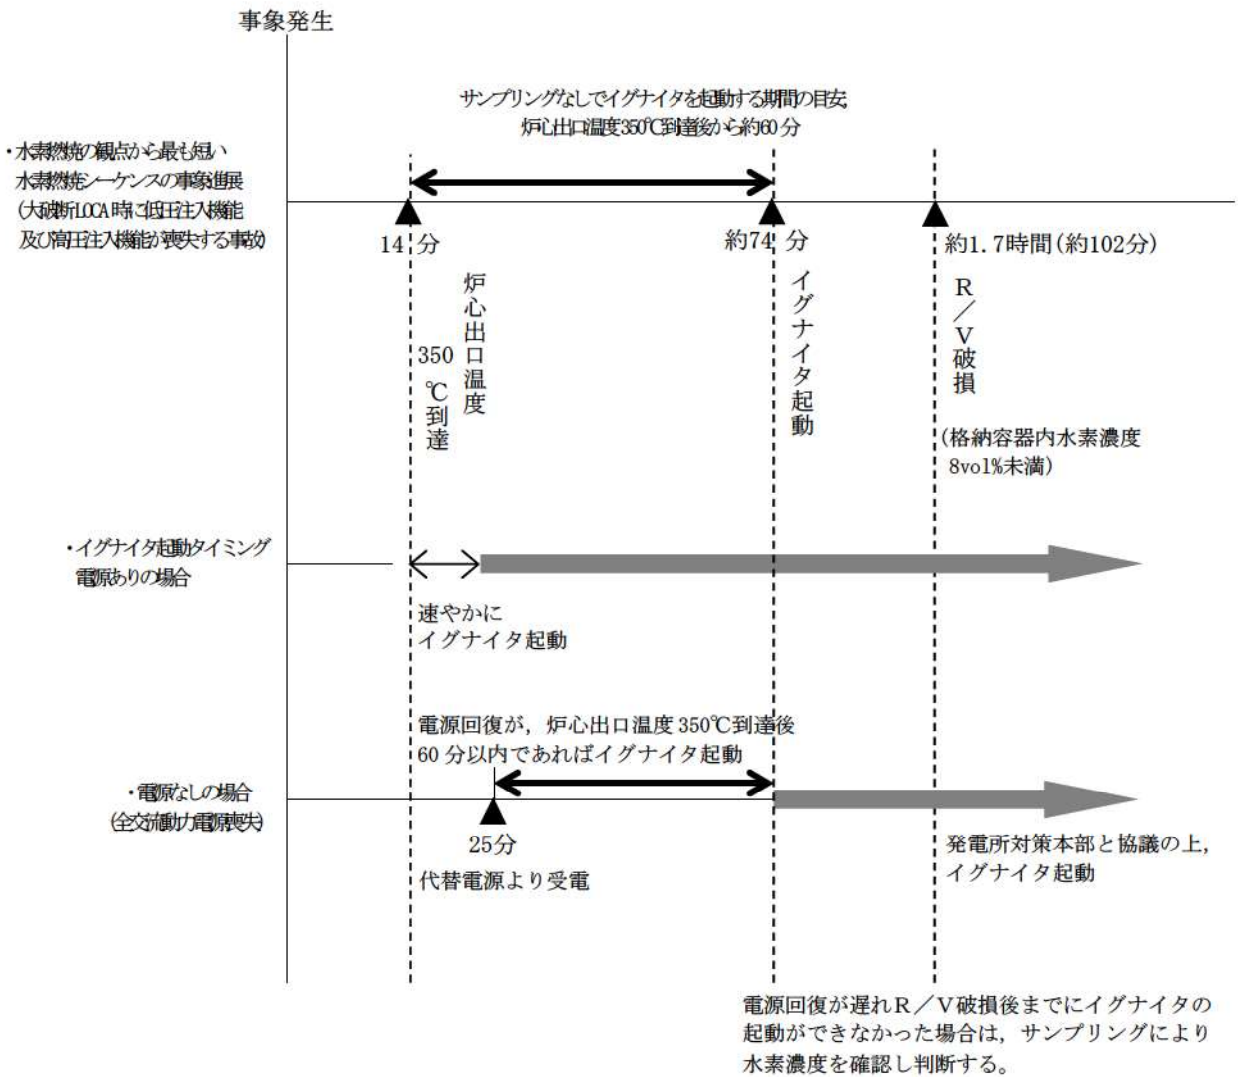 事象発生
サンプリングなしでイグナイタを起動する期間の目安;
炉心出口温度350℃到達後から約60分
・水素燃焼の観点から最も短い
水素燃焼シーケンスの事象進展
(大破断LOCA時に低圧注入機能
及び高圧注入機能が喪失する事故)
14 分
約74 分
約1.7時間(約102分)
炉心出口温度
350℃到達
イグナイタ起動
R/V破損
(格納容器内水素濃度
8vol%未満)
・イグナイタ起動タイミング
電源ありの場合
速やかに
イグナイタ起動
電源回復が,炉心出口温度350℃到達後
60分以内であればイグナイタ起動
・電源なしの場合
(全交流動力電源喪失)
25分
代替電源より受電
発電所対策本部と協議の上,
イグナイタ起動
電源回復が遅れR/V破損後までにイグナイタの
起動ができなかった場合は,サンプリングにより
水素濃度を確認し判断する。